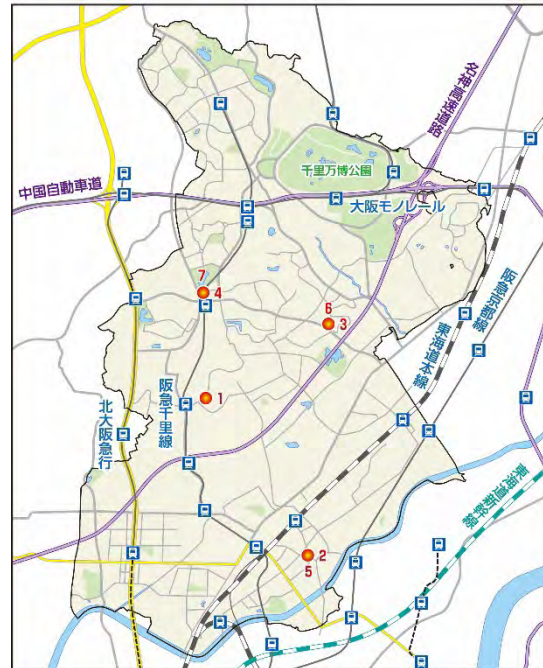 名神高速道路
千里万博公園
中国自動車道
大阪モノレール
7
4
6
3
阪急京都線
東海道本線
1
阪急千里線
北大阪急行
東海道新幹線
2
5